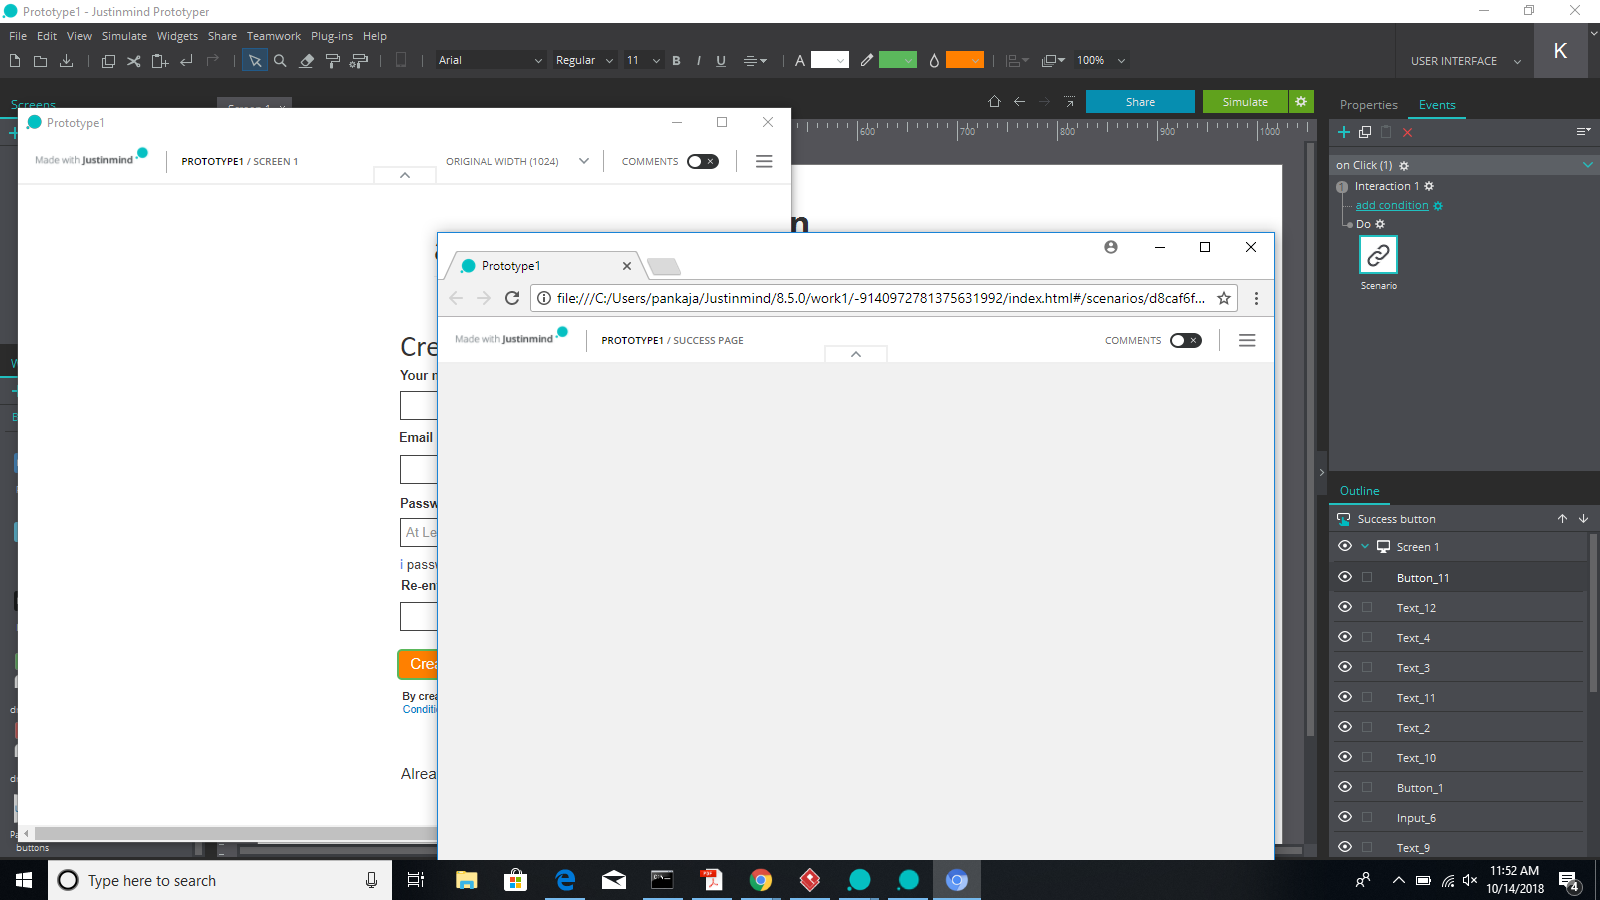 Prototype1 - Justinmind Prototyper
File Edit View Simulate Widgets Share Teamwork Plug-ins Help
Arial Regular 11 B I U A 100%
USER INTERFACE
K
Screens
Share
Simulate
Properties
Events
600 700 800 900 1000
Prototype1
Made with Justinmind
PROTOTYPE1 / SCREEN 1
ORIGINAL WIDTH (1024)
COMMENTS
on Click (1)
1 Interaction 1
add condition
Do
Scenario
n
Prototype1
file:///C:/Users/pankaja/Justinmind/8.5.0/work1/-9140972781375631992/index.html#/scenarios/d8caf6f...
Made with Justinmind
PROTOTYPE1 / SUCCESS PAGE
COMMENTS
Cre
Your n
Email
Passw
At Le
i passw
Re-en
Crea
By crea
Conditi
Alrea
buttons
Outline
Success button
Screen 1
Button_11
Text_12
Text_4
Text_3
Text_11
Text_2
Text_10
Button_1
Input_6
Text_9
Type here to search
11:52 AM
10/14/2018
4